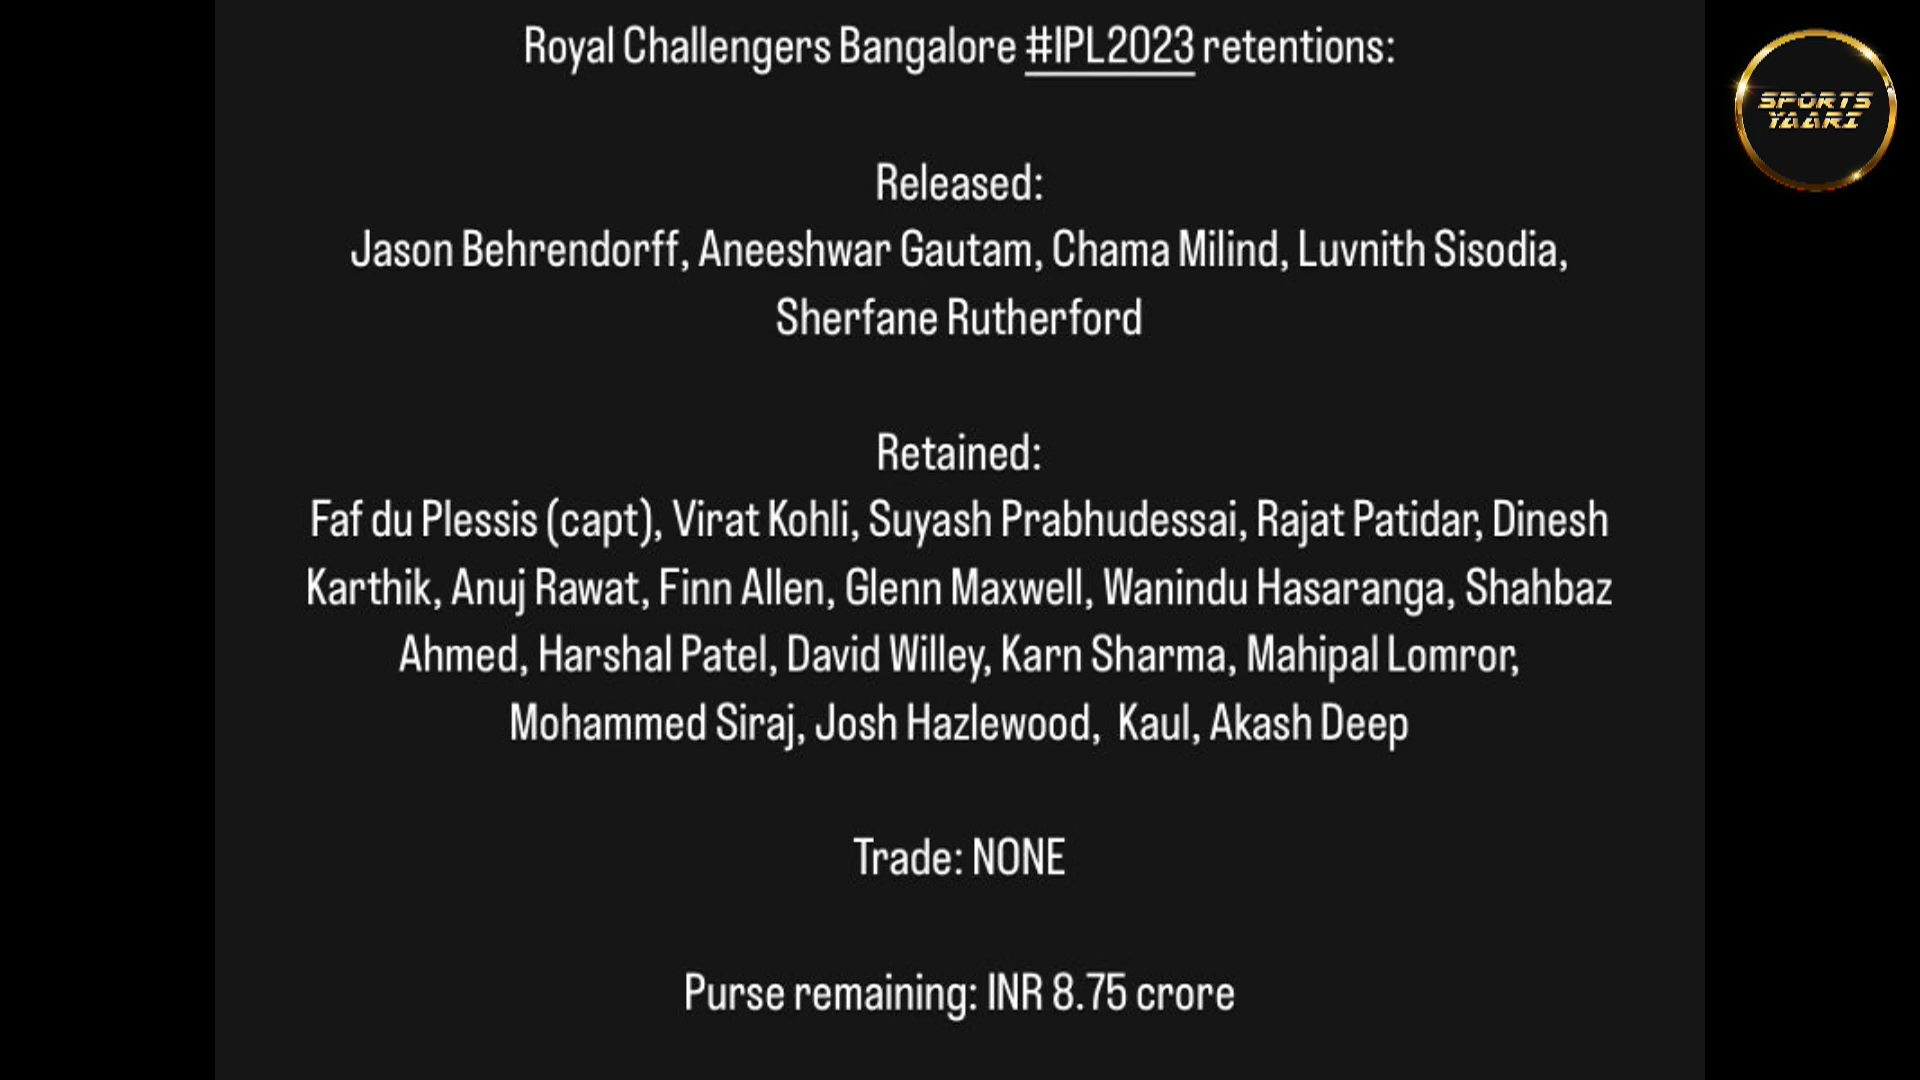 Royal Challengers Bangalore #IPL2023 retentions:
SPORTS
YAARI
Released:
Jason Behrendorff, Aneeshwar Gautam, Chama Milind, Luvnith Sisodia,
Sherfane Rutherford
Retained:
Faf du Plessis (capt), Virat Kohli, Suyash Prabhudessai, Rajat Patidar, Dinesh
Karthik, Anuj Rawat, Finn Allen, Glenn Maxwell, Wanindu Hasaranga, Shahbaz
Ahmed, Harshal Patel, David Willey, Karn Sharma, Mahipal Lomror,
Mohammed Siraj, Josh Hazlewood,  Kaul, Akash Deep
Trade: NONE
Purse remaining: INR 8.75 crore